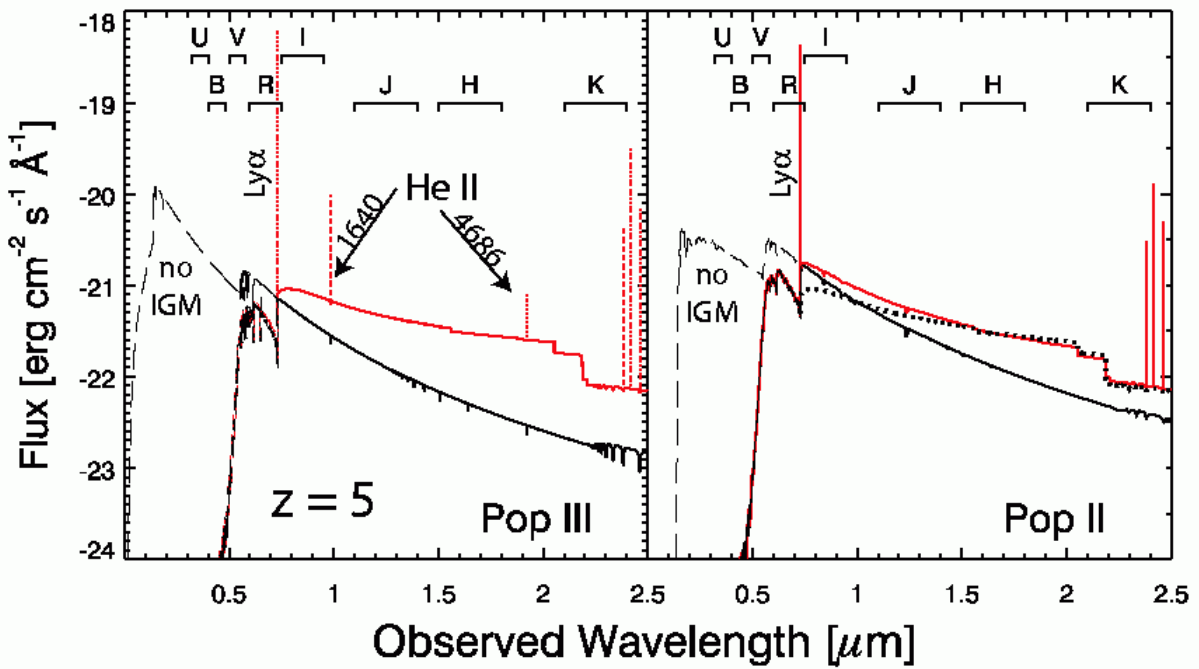 -18
-19
-20
-21
-22
-23
-24
Flux [erg cm⁻² s⁻¹ Å⁻¹]
U V I
B R J H K
Lyα
He II
1640
4686
no
IGM
z = 5
Pop III
0.5 1 1.5 2 2.5
U V I
B R J H K
Lyα
no
IGM
Pop II
0.5 1 1.5 2 2.5
Observed Wavelength [μm]